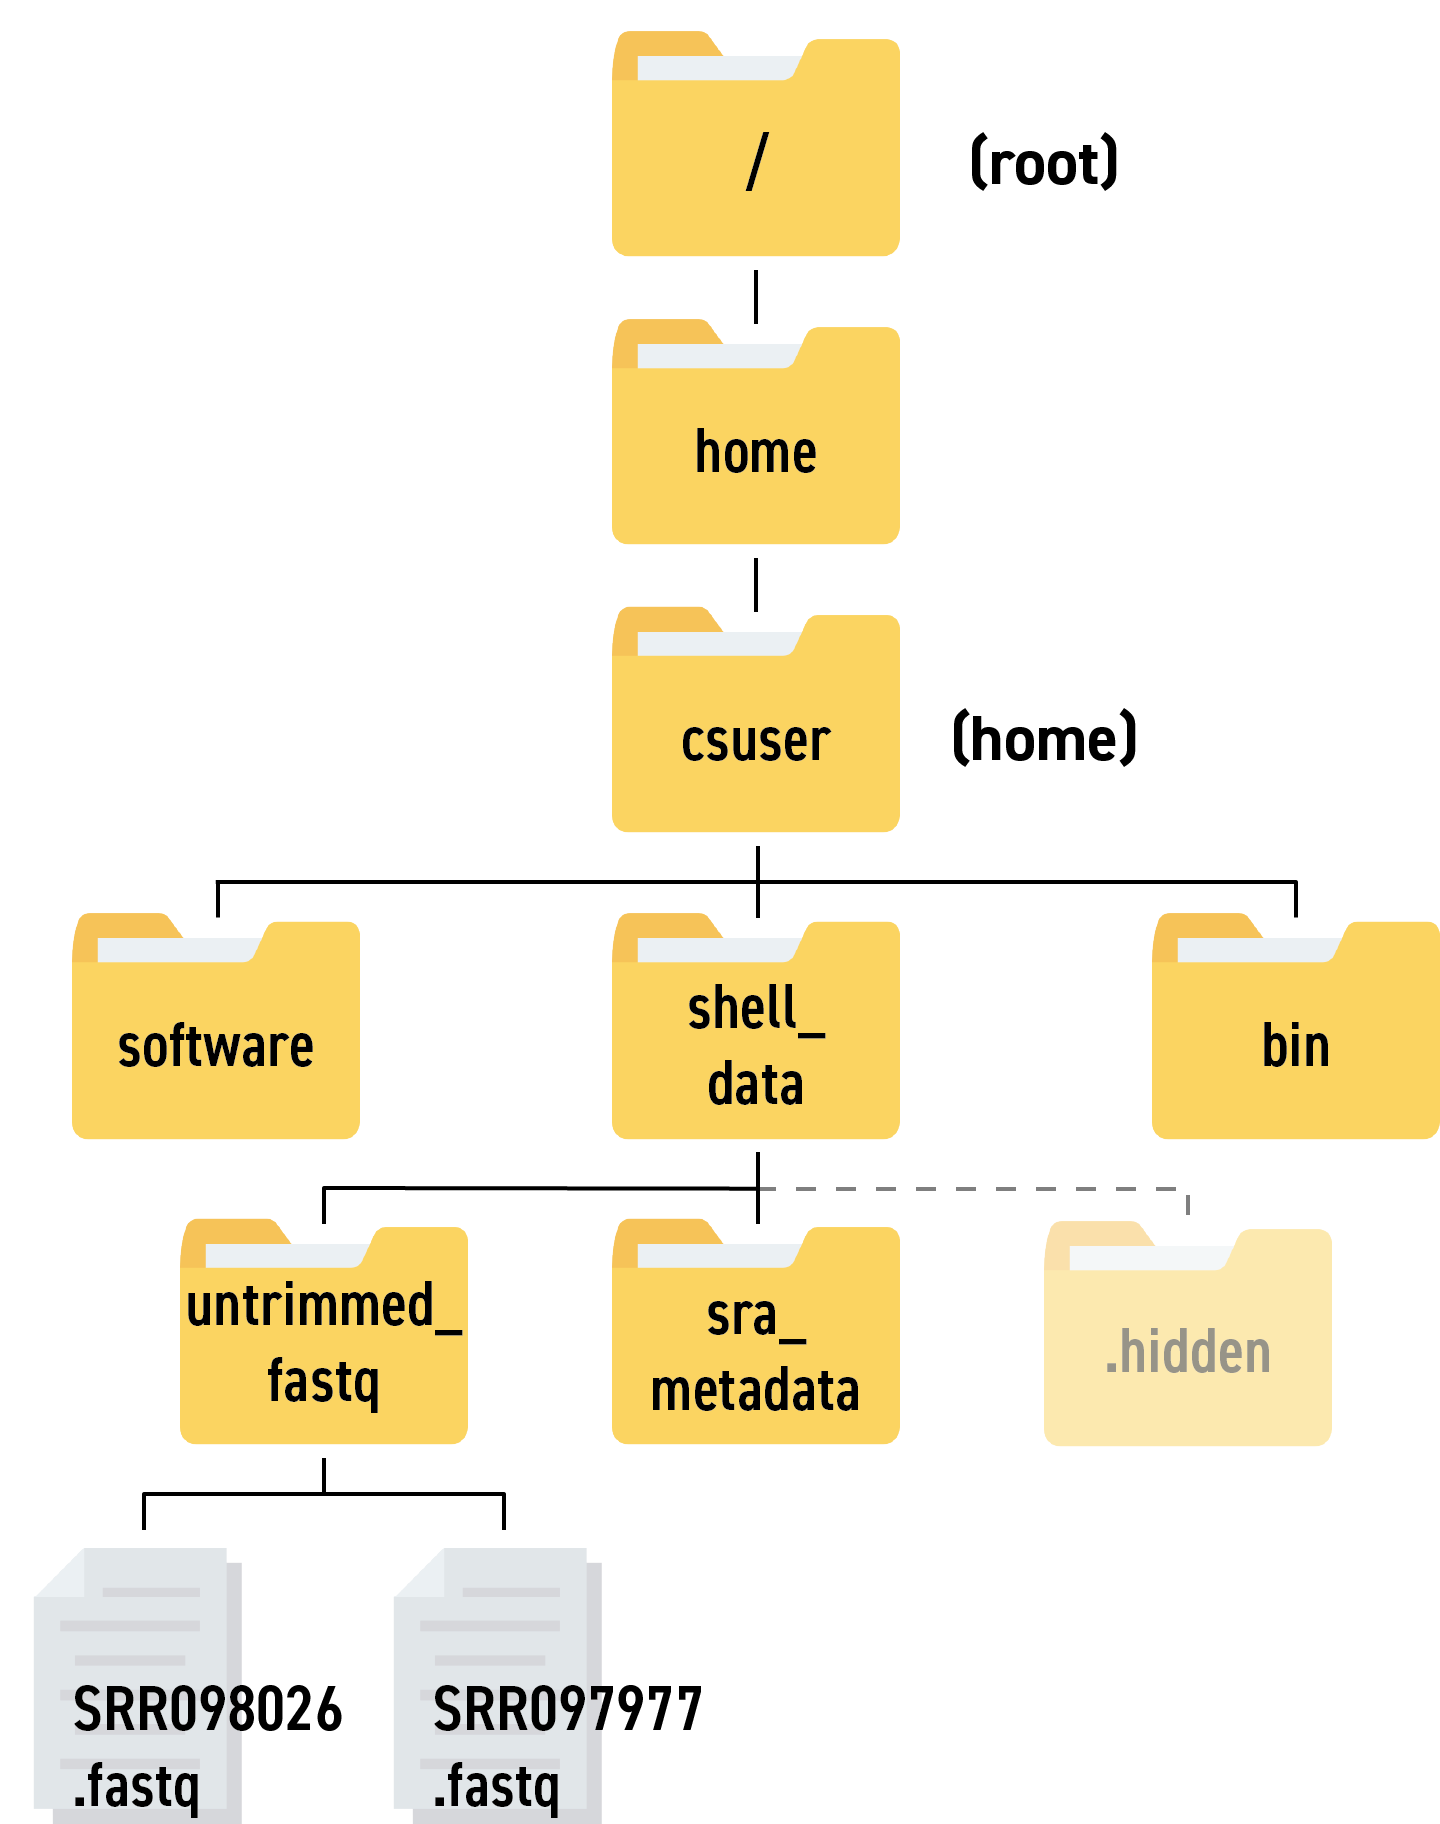 /
(root)
home
csuser
(home)
software
shell_
data
bin
untrimmed_
fastq
sra_
metadata
.hidden
SRR098026
.fastq
SRR097977
.fastq